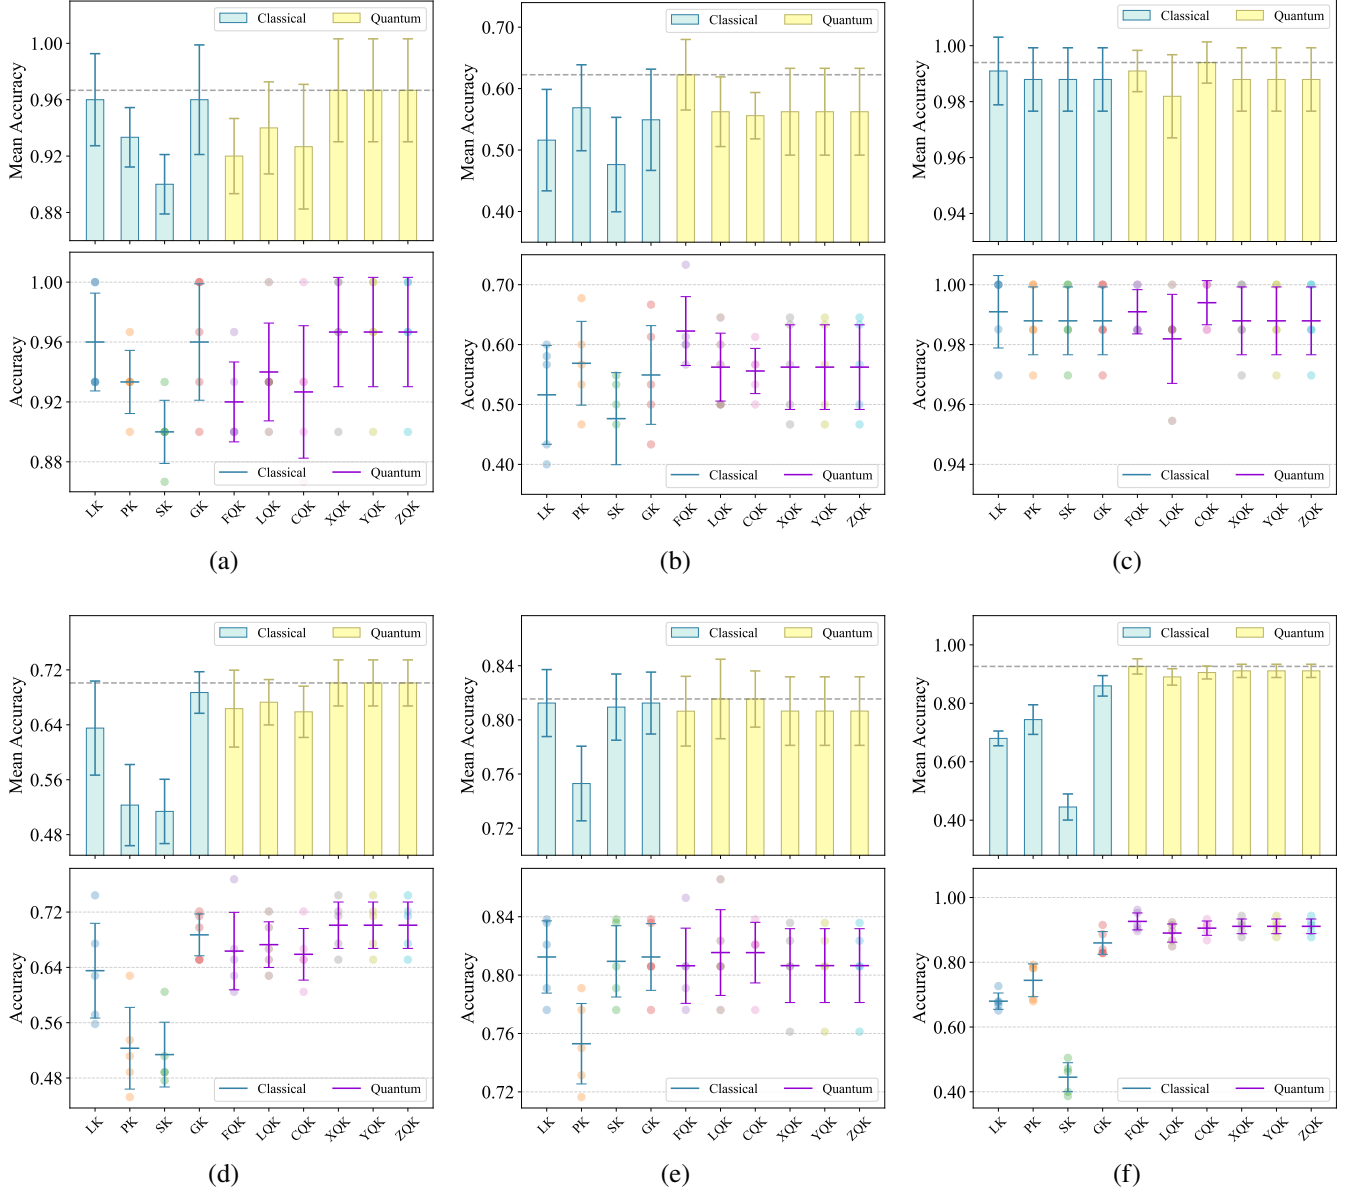 Classical Quantum
Mean Accuracy
1.00
0.96
0.92
0.88
Accuracy
1.00
0.96
0.92
0.88
Classical Quantum
LK PK SK GK FQK LQK CQK XQK YQK ZQK
(a)
Classical Quantum
Mean Accuracy
0.70
0.60
0.50
0.40
Accuracy
0.70
0.60
0.50
0.40
Classical Quantum
LK PK SK GK FQK LQK CQK XQK YQK ZQK
(b)
Classical Quantum
Mean Accuracy
1.00
0.98
0.96
0.94
Accuracy
1.00
0.98
0.96
0.94
Classical Quantum
LK PK SK GK FQK LQK CQK XQK YQK ZQK
(c)
Classical Quantum
Mean Accuracy
0.72
0.64
0.56
0.48
Accuracy
0.72
0.64
0.56
0.48
Classical Quantum
LK PK SK GK FQK LQK CQK XQK YQK ZQK
(d)
Classical Quantum
Mean Accuracy
0.84
0.80
0.76
0.72
Accuracy
0.84
0.80
0.76
0.72
Classical Quantum
LK PK SK GK FQK LQK CQK XQK YQK ZQK
(e)
Classical Quantum
Mean Accuracy
1.00
0.80
0.60
0.40
Accuracy
1.00
0.80
0.60
0.40
Classical Quantum
LK PK SK GK FQK LQK CQK XQK YQK ZQK
(f)